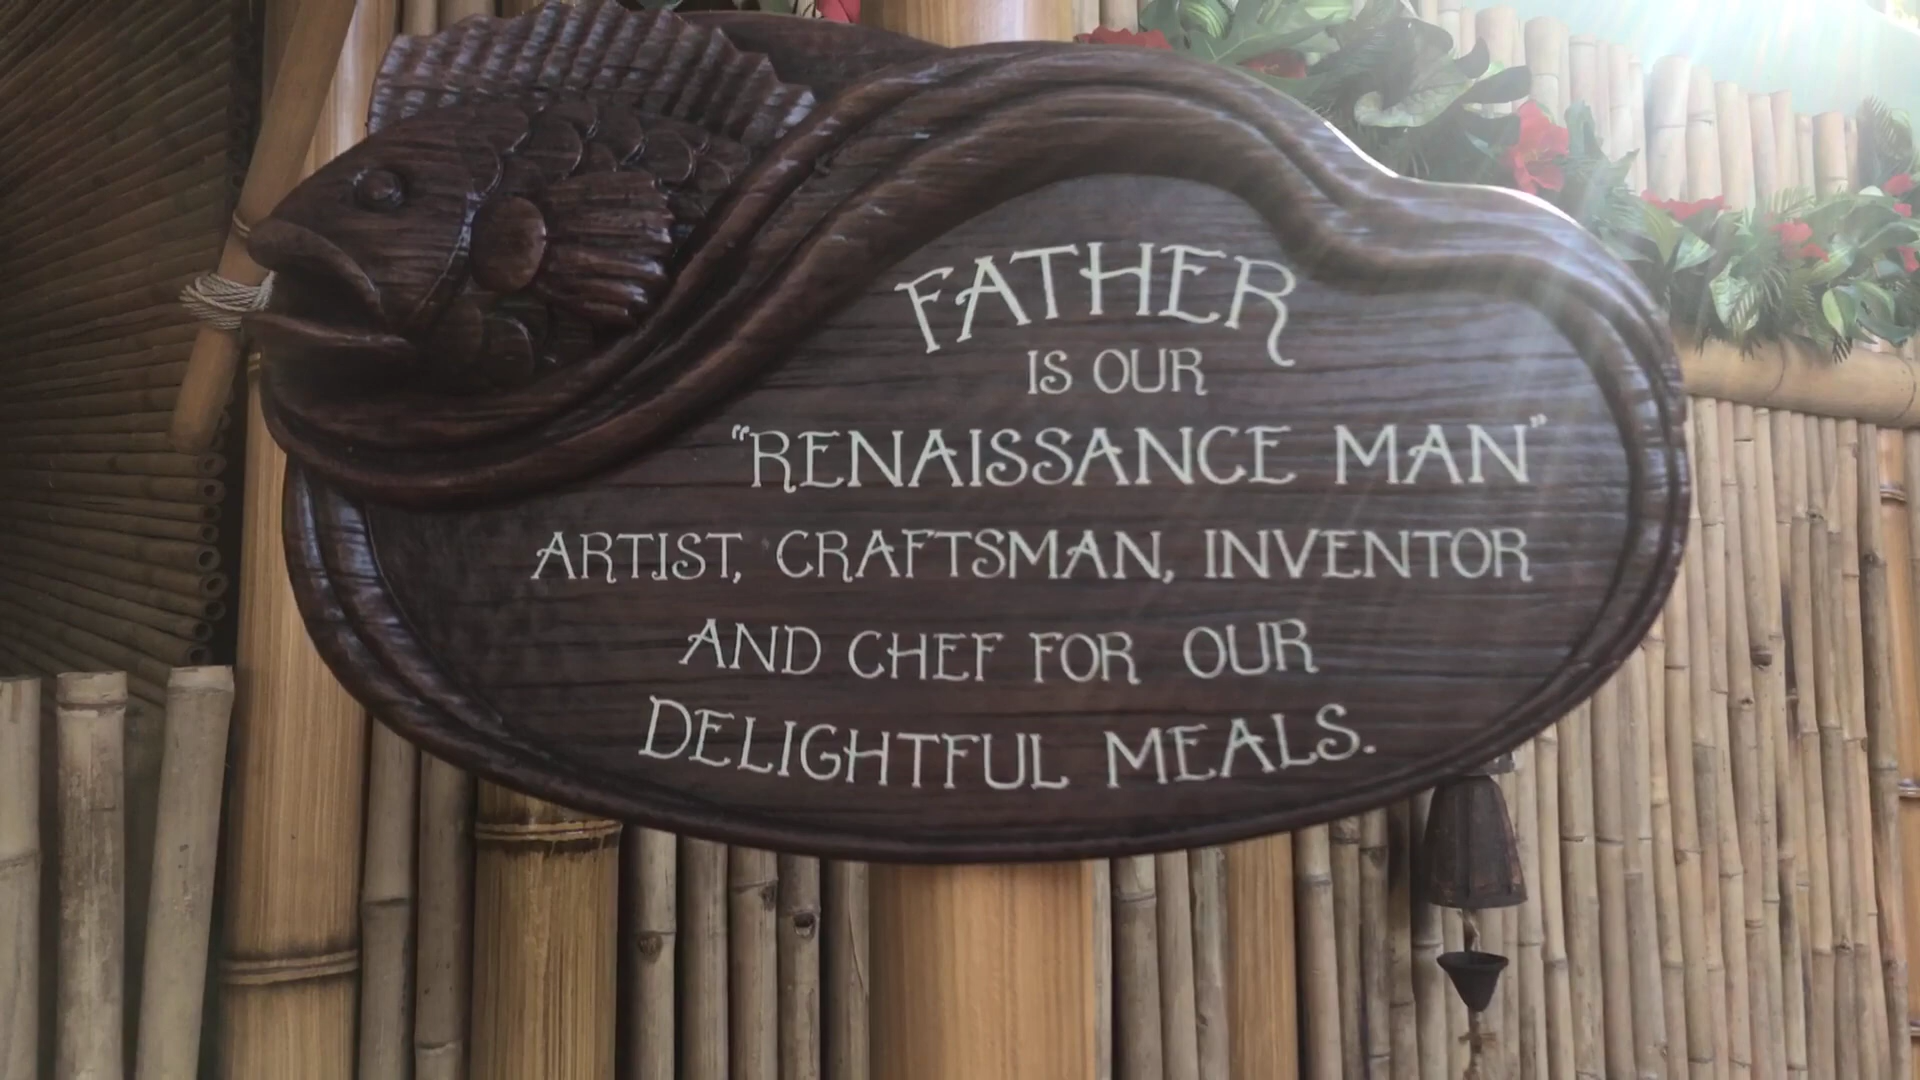 FATHER
IS OUR
"RENAISSANCE MAN"
ARTIST, CRAFTSMAN, INVENTOR
AND CHEF FOR OUR
DELIGHTFUL MEALS.